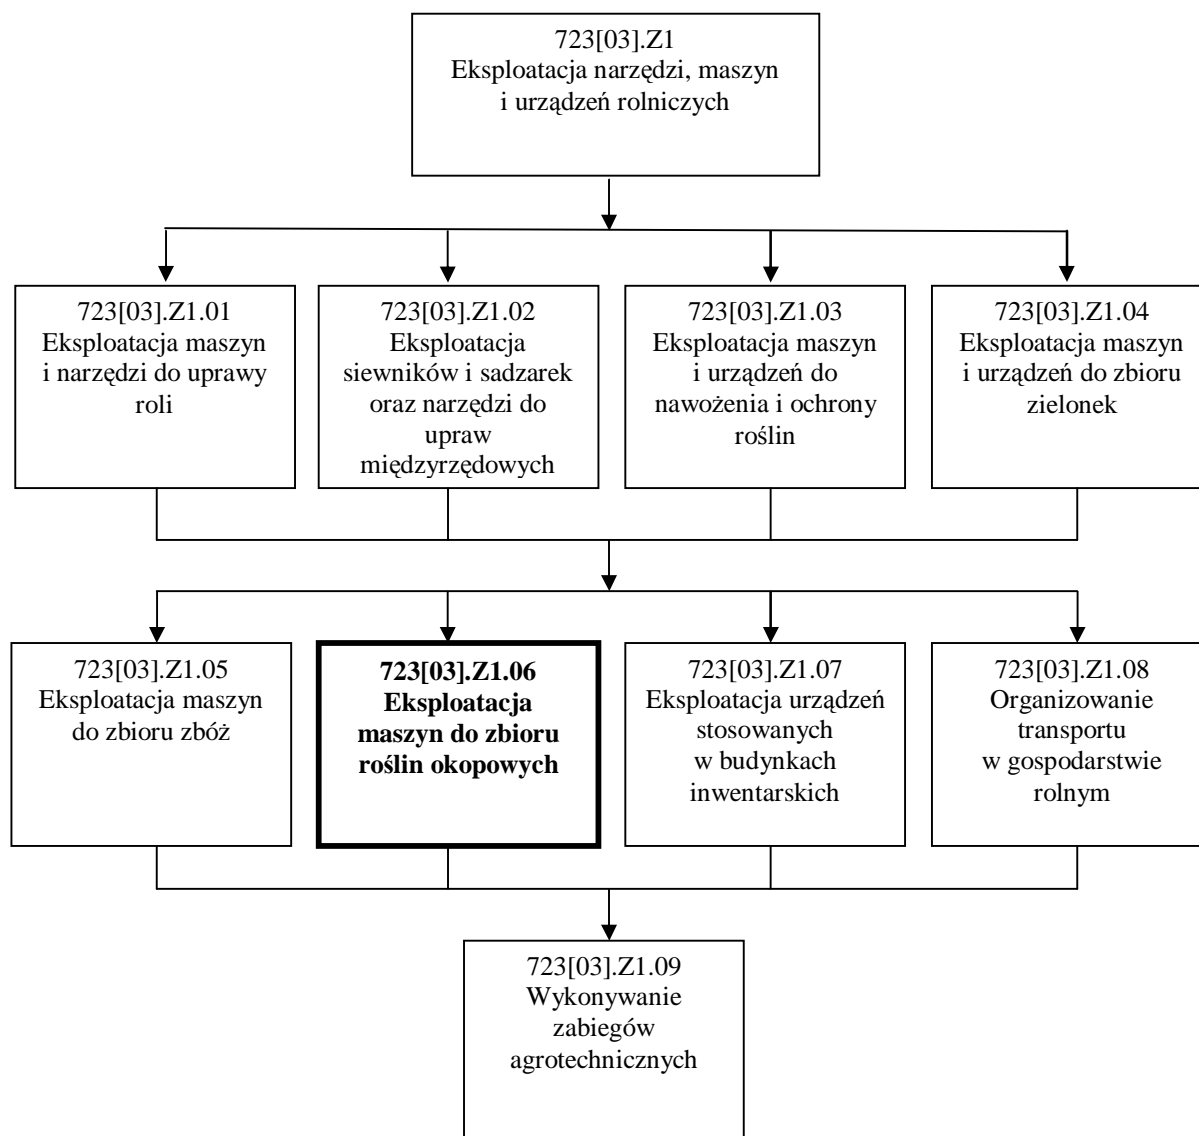 723[03].Z1
Eksploatacja narzędzi, maszyn
i urządzeń rolniczych
723[03].Z1.01
Eksploatacja maszyn
i narzędzi do uprawy
roli
723[03].Z1.02
Eksploatacja
siewników i sadzarek
oraz narzędzi do
upraw
międzyrzędowych
723[03].Z1.03
Eksploatacja maszyn
i urządzeń do
nawożenia i ochrony
roślin
723[03].Z1.04
Eksploatacja maszyn
i urządzeń do zbioru
zielonek
723[03].Z1.05
Eksploatacja maszyn
do zbioru zbóż
723[03].Z1.06
Eksploatacja
maszyn do zbioru
roślin okopowych
723[03].Z1.07
Eksploatacja urządzeń
stosowanych
w budynkach
inwentarskich
723[03].Z1.08
Organizowanie
transportu
w gospodarstwie
rolnym
723[03].Z1.09
Wykonywanie
zabiegów
agrotechnicznych